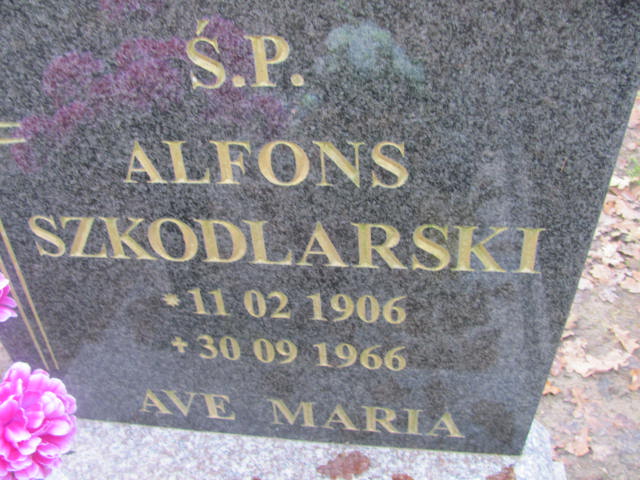 Ś.P.
ALFONS
SZKODLARSKI
* 11 02 1906
+ 30 09 1966
AVE MARIA